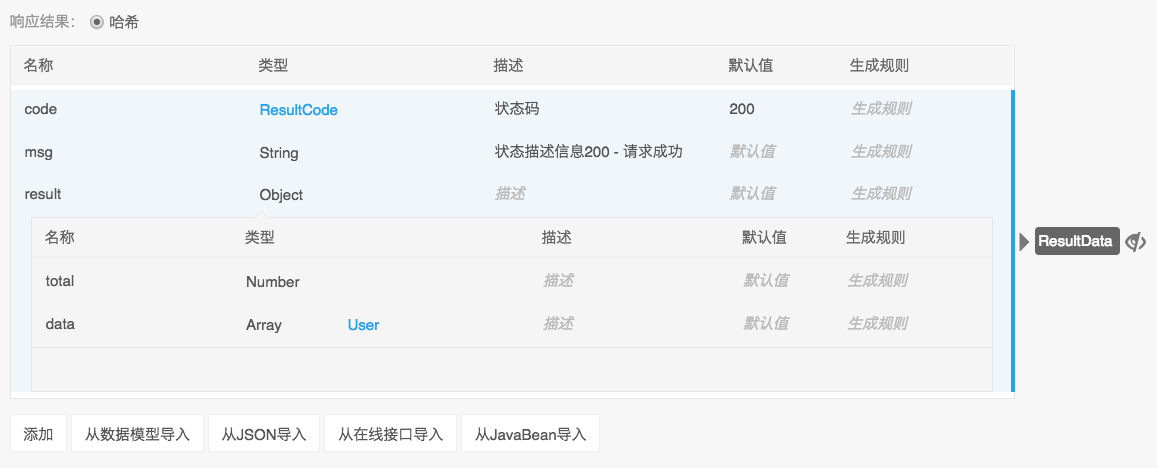 响应结果： 哈希
名称 类型 描述 默认值 生成规则
code ResultCode 状态码 200 生成规则
msg String 状态描述信息200 - 请求成功 默认值 生成规则
result Object 描述 默认值 生成规则
名称 类型 描述 默认值 生成规则
ResultData
total Number 描述 默认值 生成规则
data Array User 描述 默认值 生成规则
添加 从数据模型导入 从JSON导入 从在线接口导入 从JavaBean导入